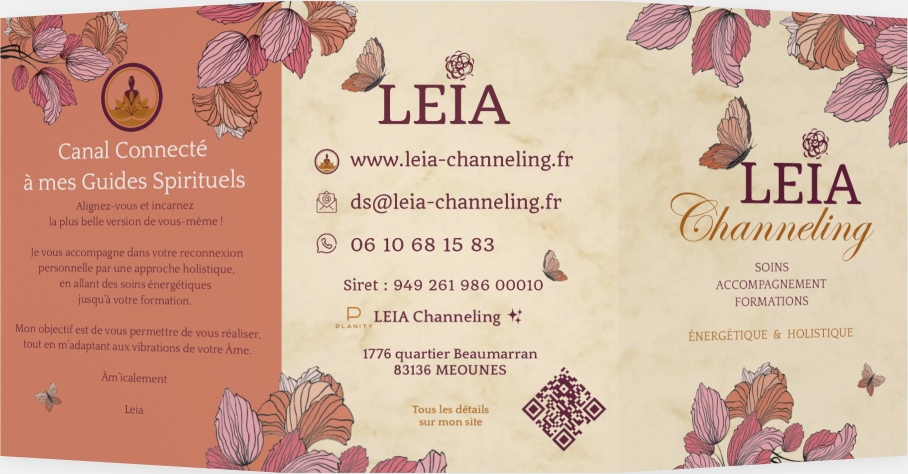 Canal Connecté
à mes Guides Spirituels
Alignez-vous et incarnez
la plus belle version de vous-même !
Je vous accompagne dans votre reconnexion
personnelle par une approche holistique,
en allant des soins énergétiques
jusqu'à votre formation.
Mon objectif est de vous permettre de vous réaliser,
tout en m'adaptant aux vibrations de votre Âme.
Âm'icalement
Leia
LEIA
www.leia-channeling.fr
ds@leia-channeling.fr
06 10 68 15 83
Siret : 949 261 986 00010
PLANITY LEIA Channeling
1776 quartier Beaumarran
83136 MEOUNES
Tous les détails
sur mon site
LEIA
Channeling
SOINS
ACCOMPAGNEMENT
FORMATIONS
ÉNERGÉTIQUE & HOLISTIQUE